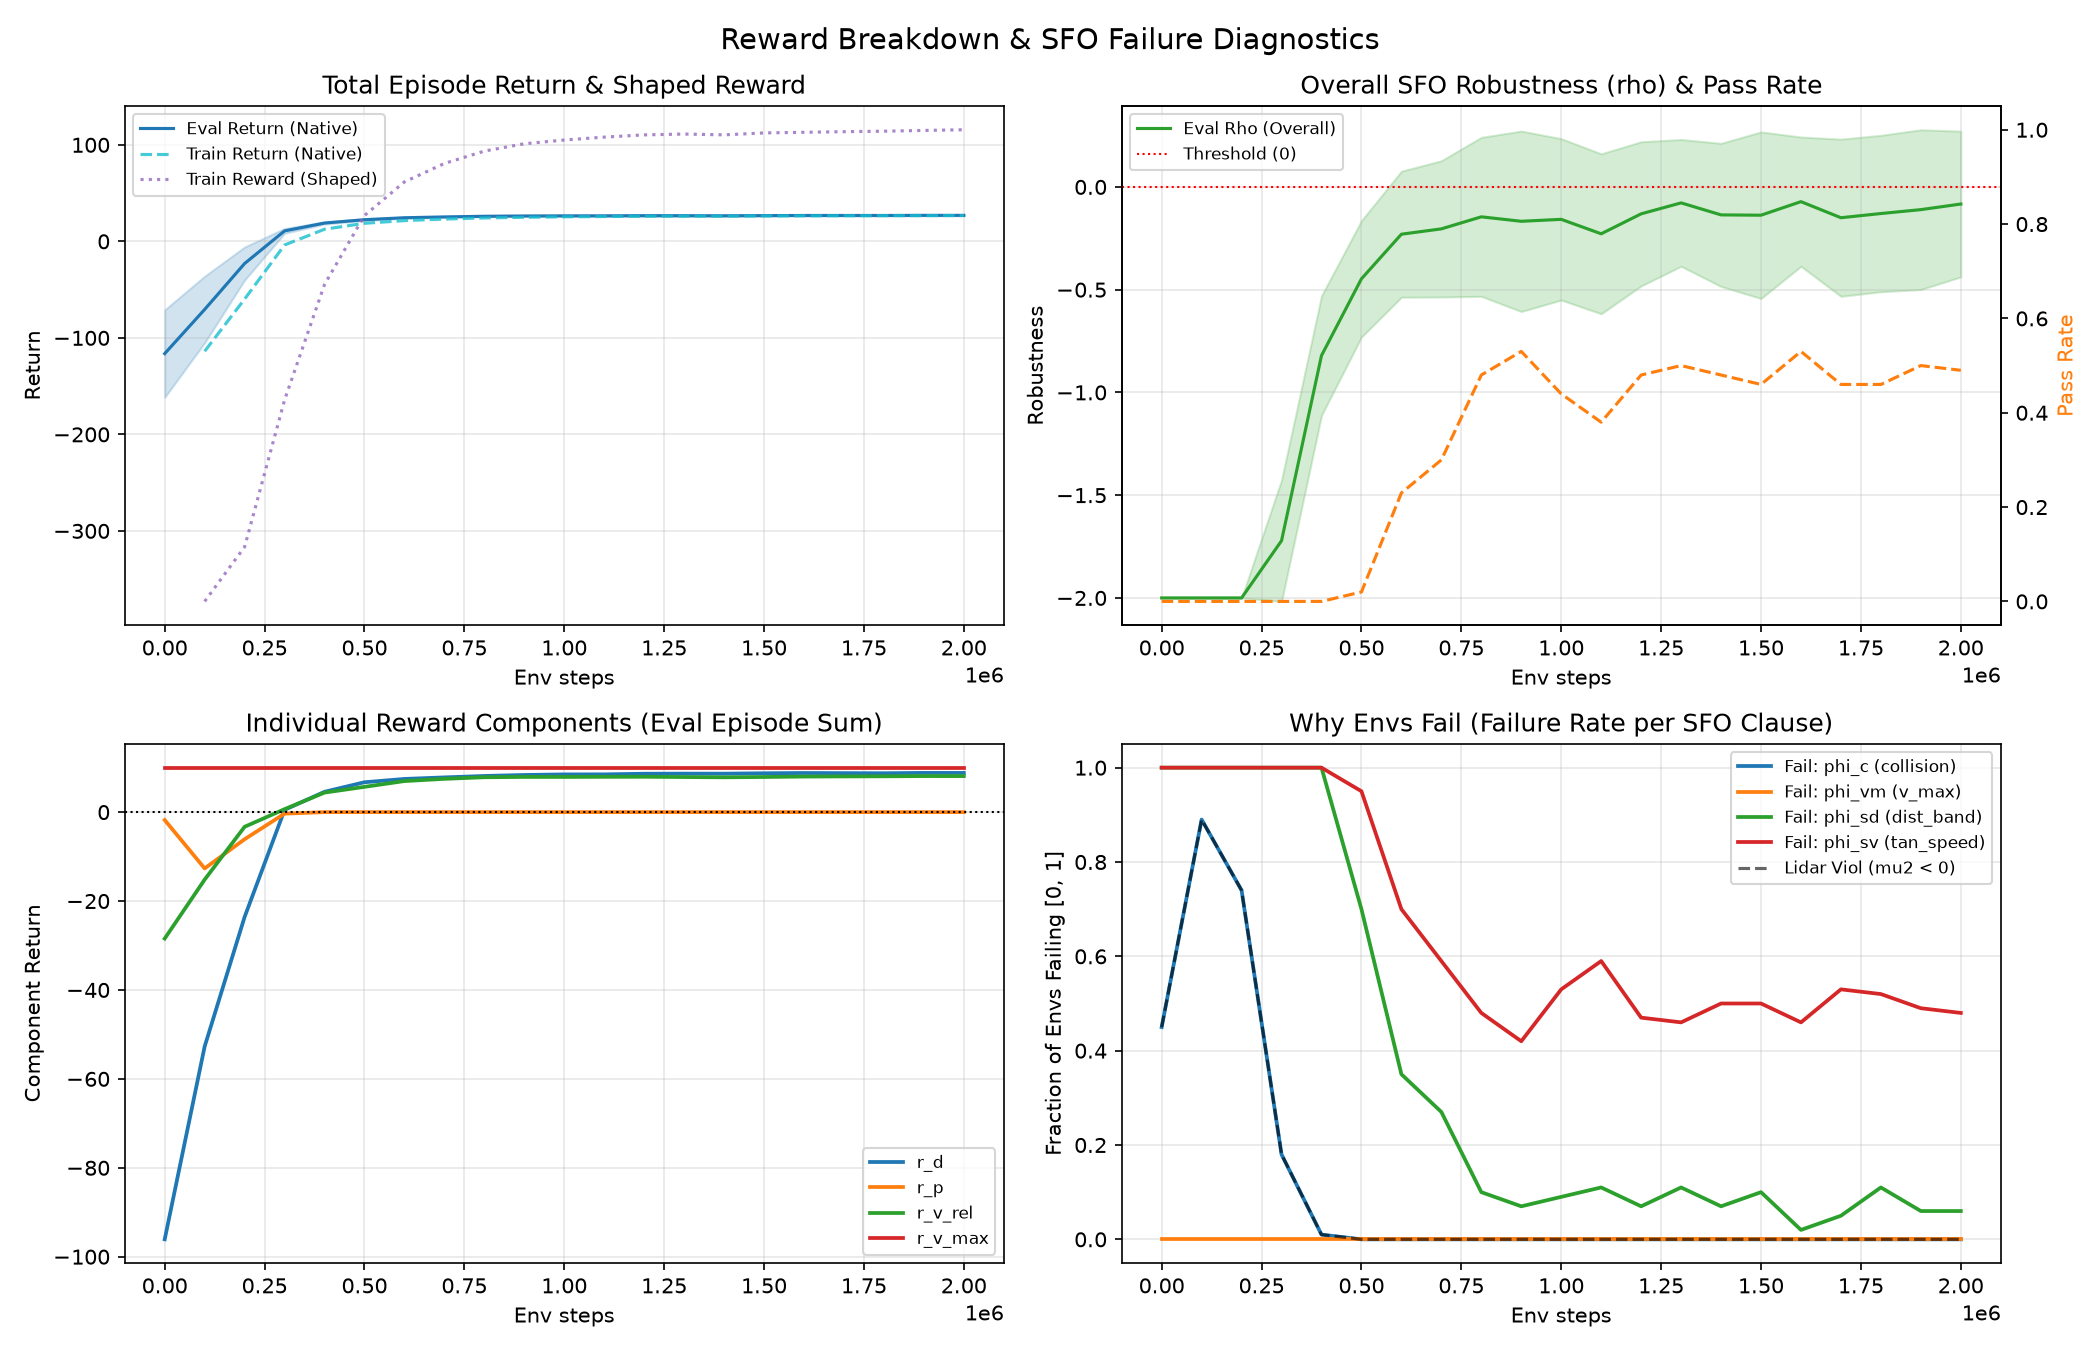 Reward Breakdown & SFO Failure Diagnostics
Total Episode Return & Shaped Reward
Eval Return (Native)
Train Return (Native)
Train Reward (Shaped)
100
0
−100
−200
−300
Return
0.00 0.25 0.50 0.75 1.00 1.25 1.50 1.75 2.00
1e6
Env steps
Overall SFO Robustness (rho) & Pass Rate
Eval Rho (Overall)
Threshold (0)
0.0
−0.5
−1.0
−1.5
−2.0
Robustness
1.0
0.8
0.6
0.4
0.2
0.0
Pass Rate
0.00 0.25 0.50 0.75 1.00 1.25 1.50 1.75 2.00
1e6
Env steps
Individual Reward Components (Eval Episode Sum)
0
−20
−40
−60
−80
−100
Component Return
r_d
r_p
r_v_rel
r_v_max
0.00 0.25 0.50 0.75 1.00 1.25 1.50 1.75 2.00
1e6
Env steps
Why Envs Fail (Failure Rate per SFO Clause)
Fail: phi_c (collision)
Fail: phi_vm (v_max)
Fail: phi_sd (dist_band)
Fail: phi_sv (tan_speed)
Lidar Viol (mu2 < 0)
1.0
0.8
0.6
0.4
0.2
0.0
Fraction of Envs Failing [0, 1]
0.00 0.25 0.50 0.75 1.00 1.25 1.50 1.75 2.00
1e6
Env steps